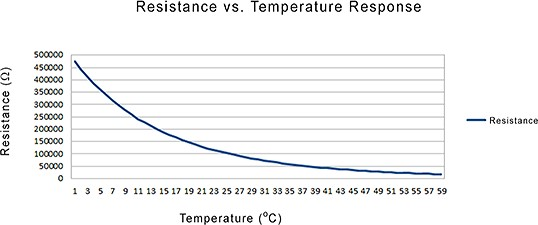 Resistance vs. Temperature Response
Resistance (Ω)
500000
450000
400000
350000
300000
250000
200000
150000
100000
50000
0
1 3 5 7 9 11 13 15 17 19 21 23 25 27 29 31 33 35 37 39 41 43 45 47 49 51 53 55 57 59
Temperature (°C)
Resistance